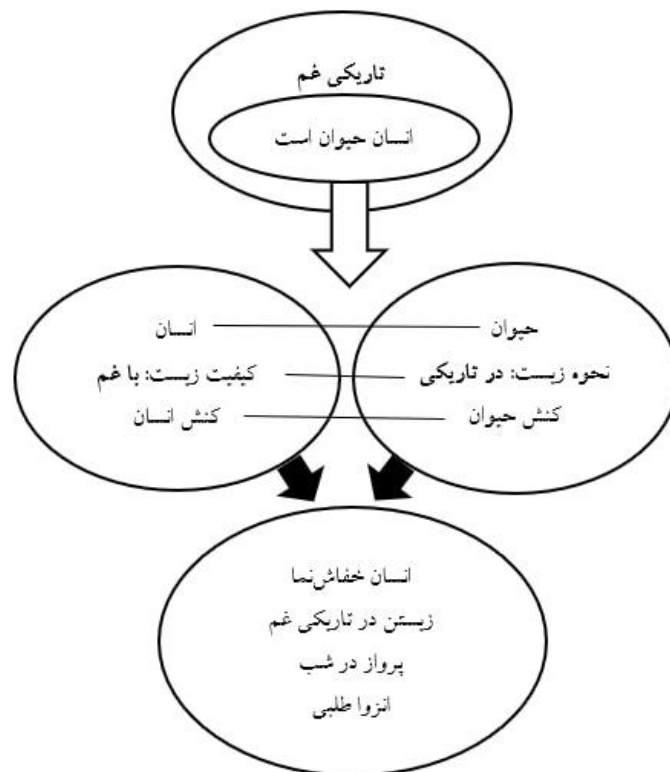 تاریکی غم
انسان حیوان است
حیوان
انسان
نحوه زیست: در تاریکی
کیفیت زیست: با غم
کنش حیوان
کنش انسان
انسان خفاش‌نما
زیستن در تاریکی غم
پرواز در شب
انزوا طلبی